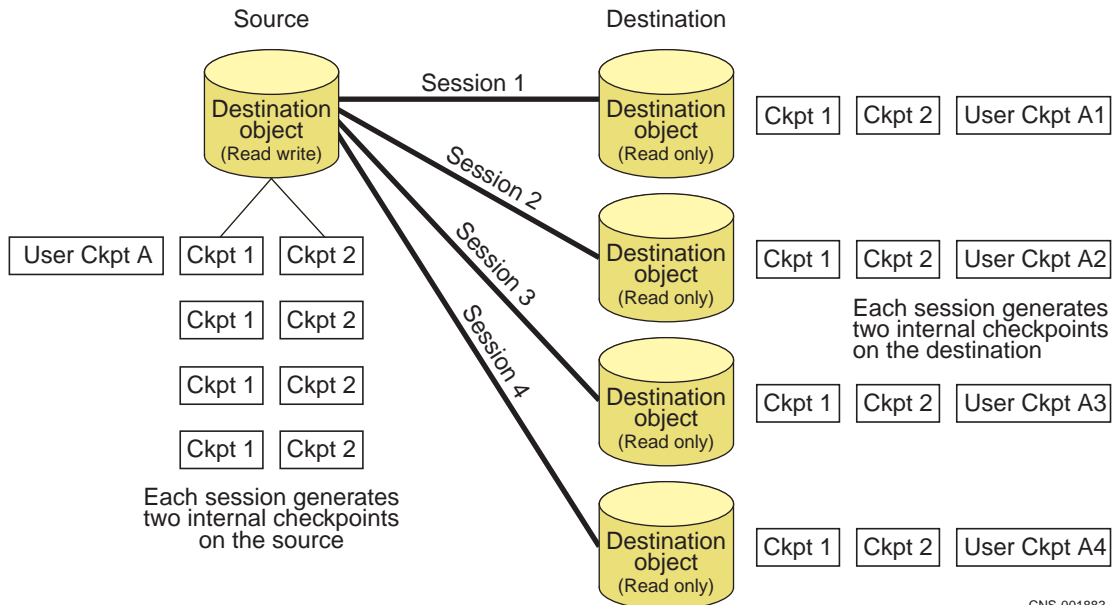 Source
Destination
Destination
object
(Read write)
Session 1
Session 2
Session 3
Session 4
User Ckpt A
Ckpt 1
Ckpt 2
Ckpt 1
Ckpt 2
Ckpt 1
Ckpt 2
Ckpt 1
Ckpt 2
Each session generates
two internal checkpoints
on the source
Destination
object
(Read only)
Ckpt 1
Ckpt 2
User Ckpt A1
Destination
object
(Read only)
Ckpt 1
Ckpt 2
User Ckpt A2
Each session generates
two internal checkpoints
on the destination
Destination
object
(Read only)
Ckpt 1
Ckpt 2
User Ckpt A3
Destination
object
(Read only)
Ckpt 1
Ckpt 2
User Ckpt A4
CNS-001883